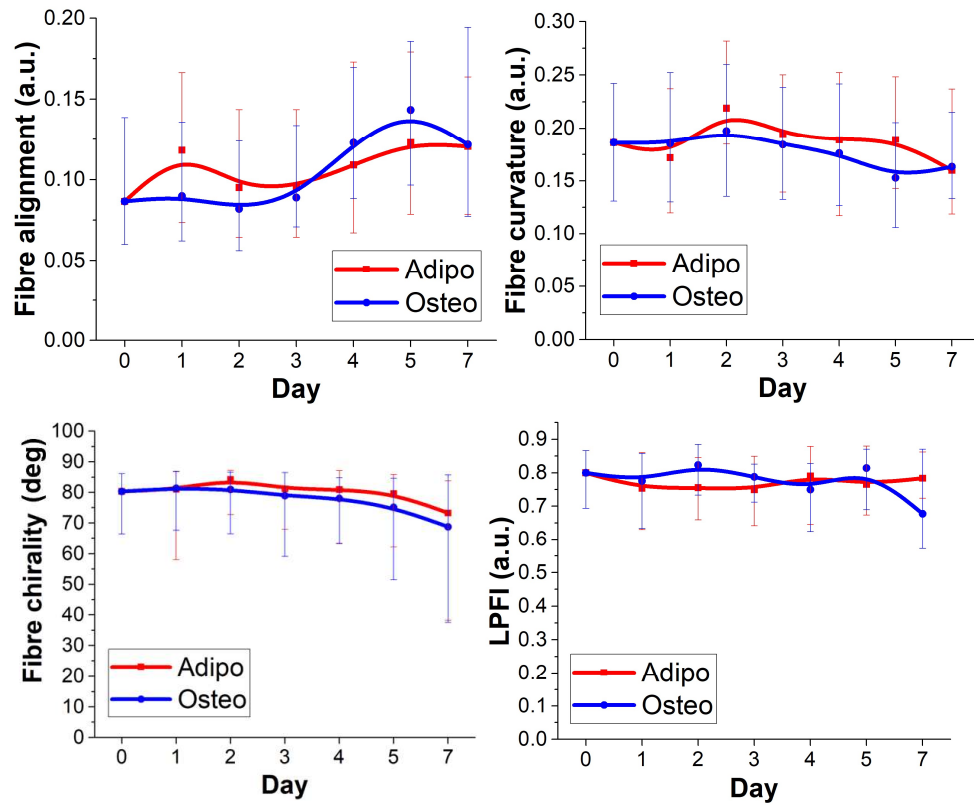 Fibre alignment (a.u.)
0.20
0.15
0.10
0.05
0.00
Adipo
Osteo
0 1 2 3 4 5 7
Day
Fibre curvature (a.u.)
0.25
0.20
0.15
0.10
0.05
0.00
Adipo
Osteo
0 1 2 3 4 5 7
Day
Fibre chirality (deg)
100
90
80
70
60
50
40
30
20
10
0
Adipo
Osteo
0 1 2 3 4 5 7
Day
LPFI (a.u.)
0.9
0.8
0.7
0.6
0.5
0.4
0.3
0.2
0.1
0.0
Adipo
Osteo
0 1 2 3 4 5 7
Day